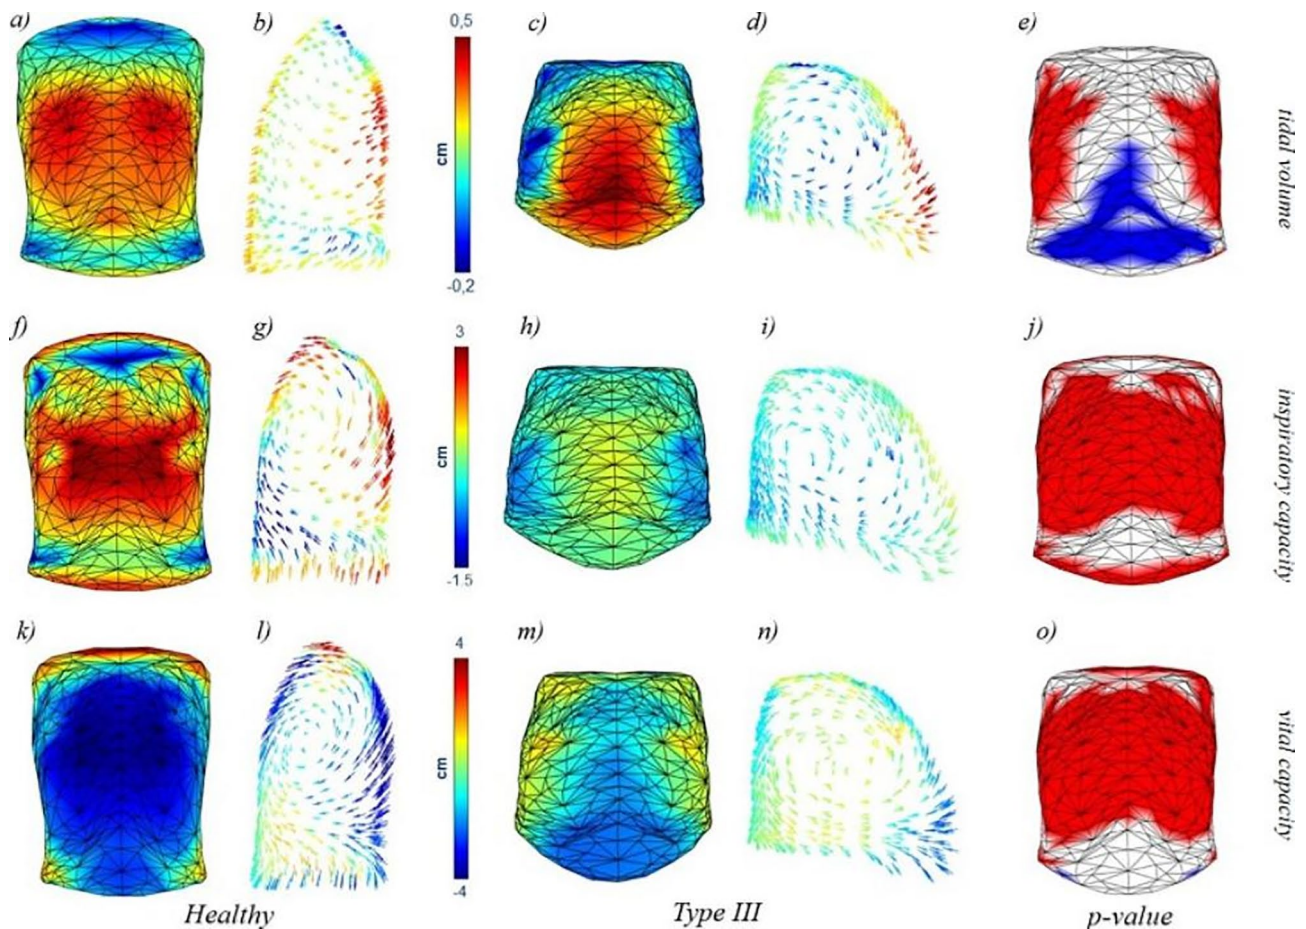 a)
b)
0,5
c)
d)
e)
cm
-0,2
tidal volume
f)
g)
3
h)
i)
j)
cm
-1.5
inspiratory capacity
k)
l)
4
m)
n)
o)
cm
-4
vital capacity
Healthy
Type III
p-value